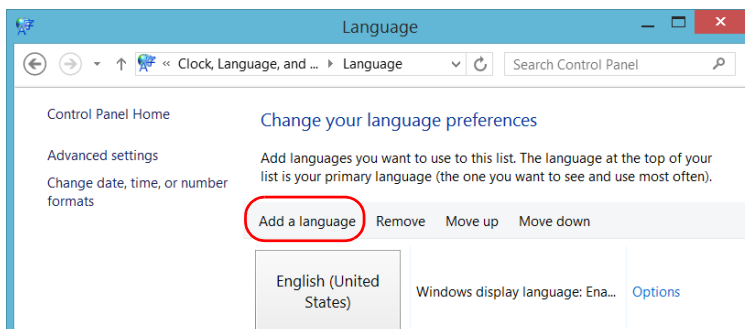 Language
« Clock, Language, and ... ▸ Language
Search Control Panel
Control Panel Home
Advanced settings
Change date, time, or number
formats
Change your language preferences
Add languages you want to use to this list. The language at the top of your
list is your primary language (the one you want to see and use most often).
Add a language Remove Move up Move down
English (United
States)
Windows display language: Ena...
Options